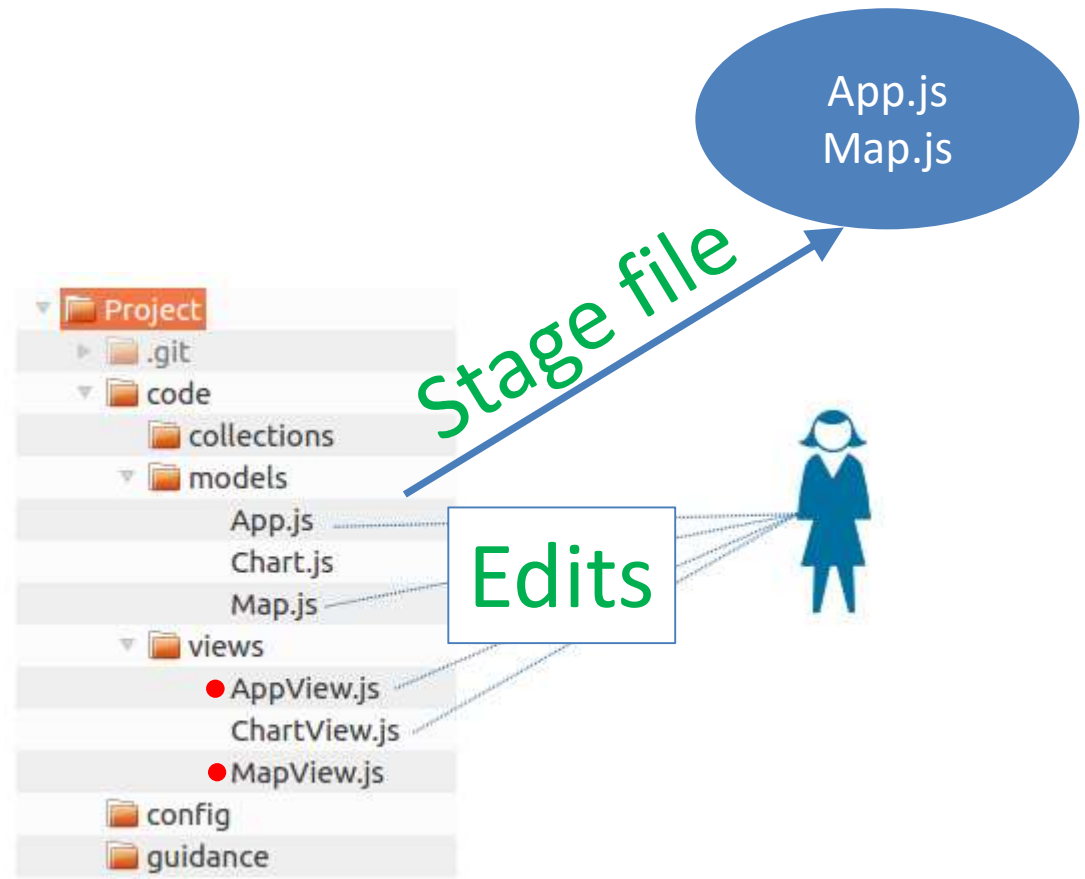 App.js
Map.js
Stage file
Project
.git
code
collections
models
App.js
Chart.js
Map.js
Edits
views
AppView.js
ChartView.js
MapView.js
config
guidance